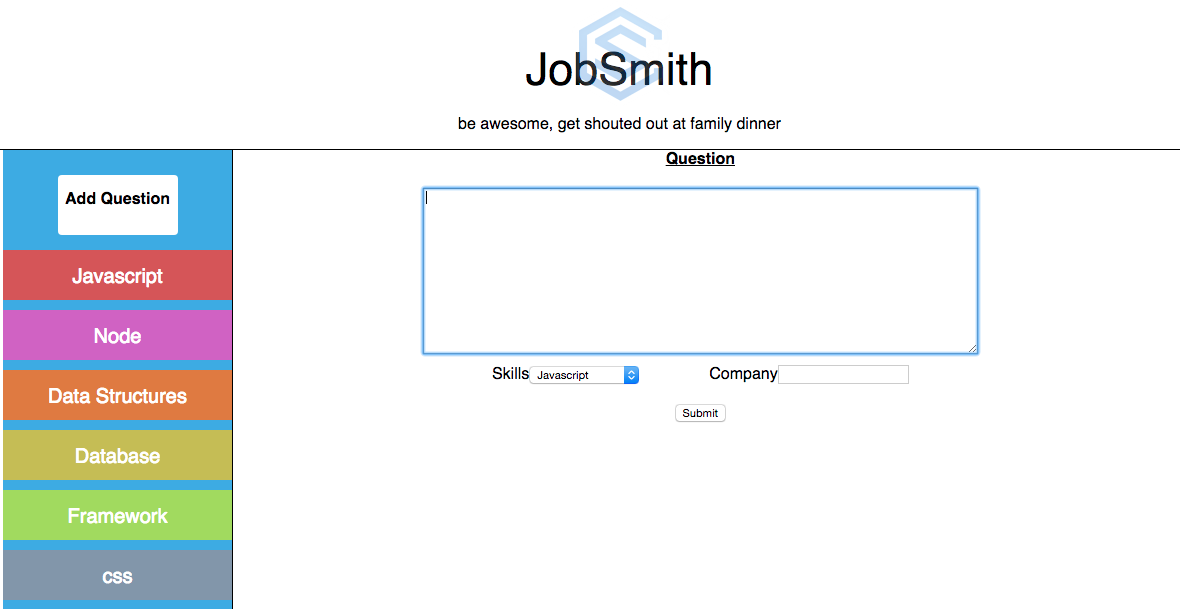 JobSmith
be awesome, get shouted out at family dinner
Add Question
Javascript
Node
Data Structures
Database
Framework
css
Question
Skills Javascript Company
Submit